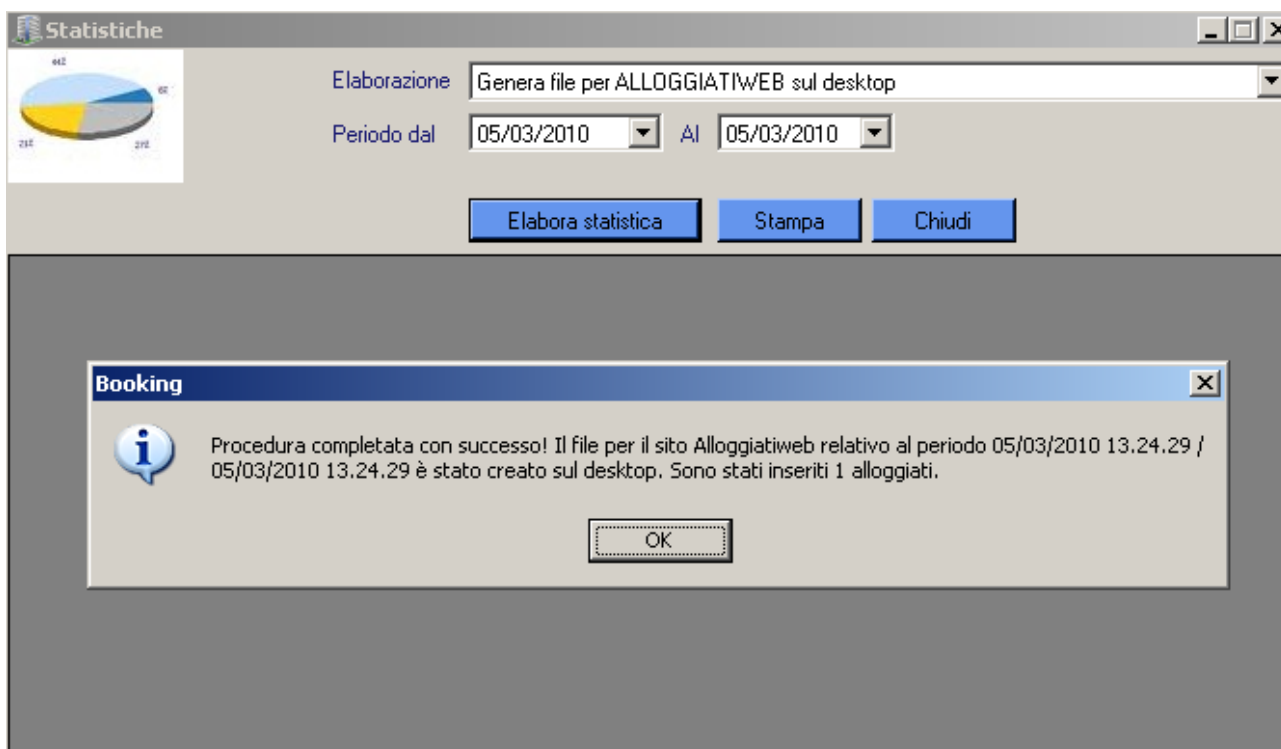 Statistiche
Elaborazione Genera file per ALLOGGIATIWEB sul desktop
Periodo dal 05/03/2010 Al 05/03/2010
Elabora statistica Stampa Chiudi
Booking
Procedura completata con successo! Il file per il sito Alloggiatiweb relativo al periodo 05/03/2010 13.24.29 /
05/03/2010 13.24.29 è stato creato sul desktop. Sono stati inseriti 1 alloggiati.
OK